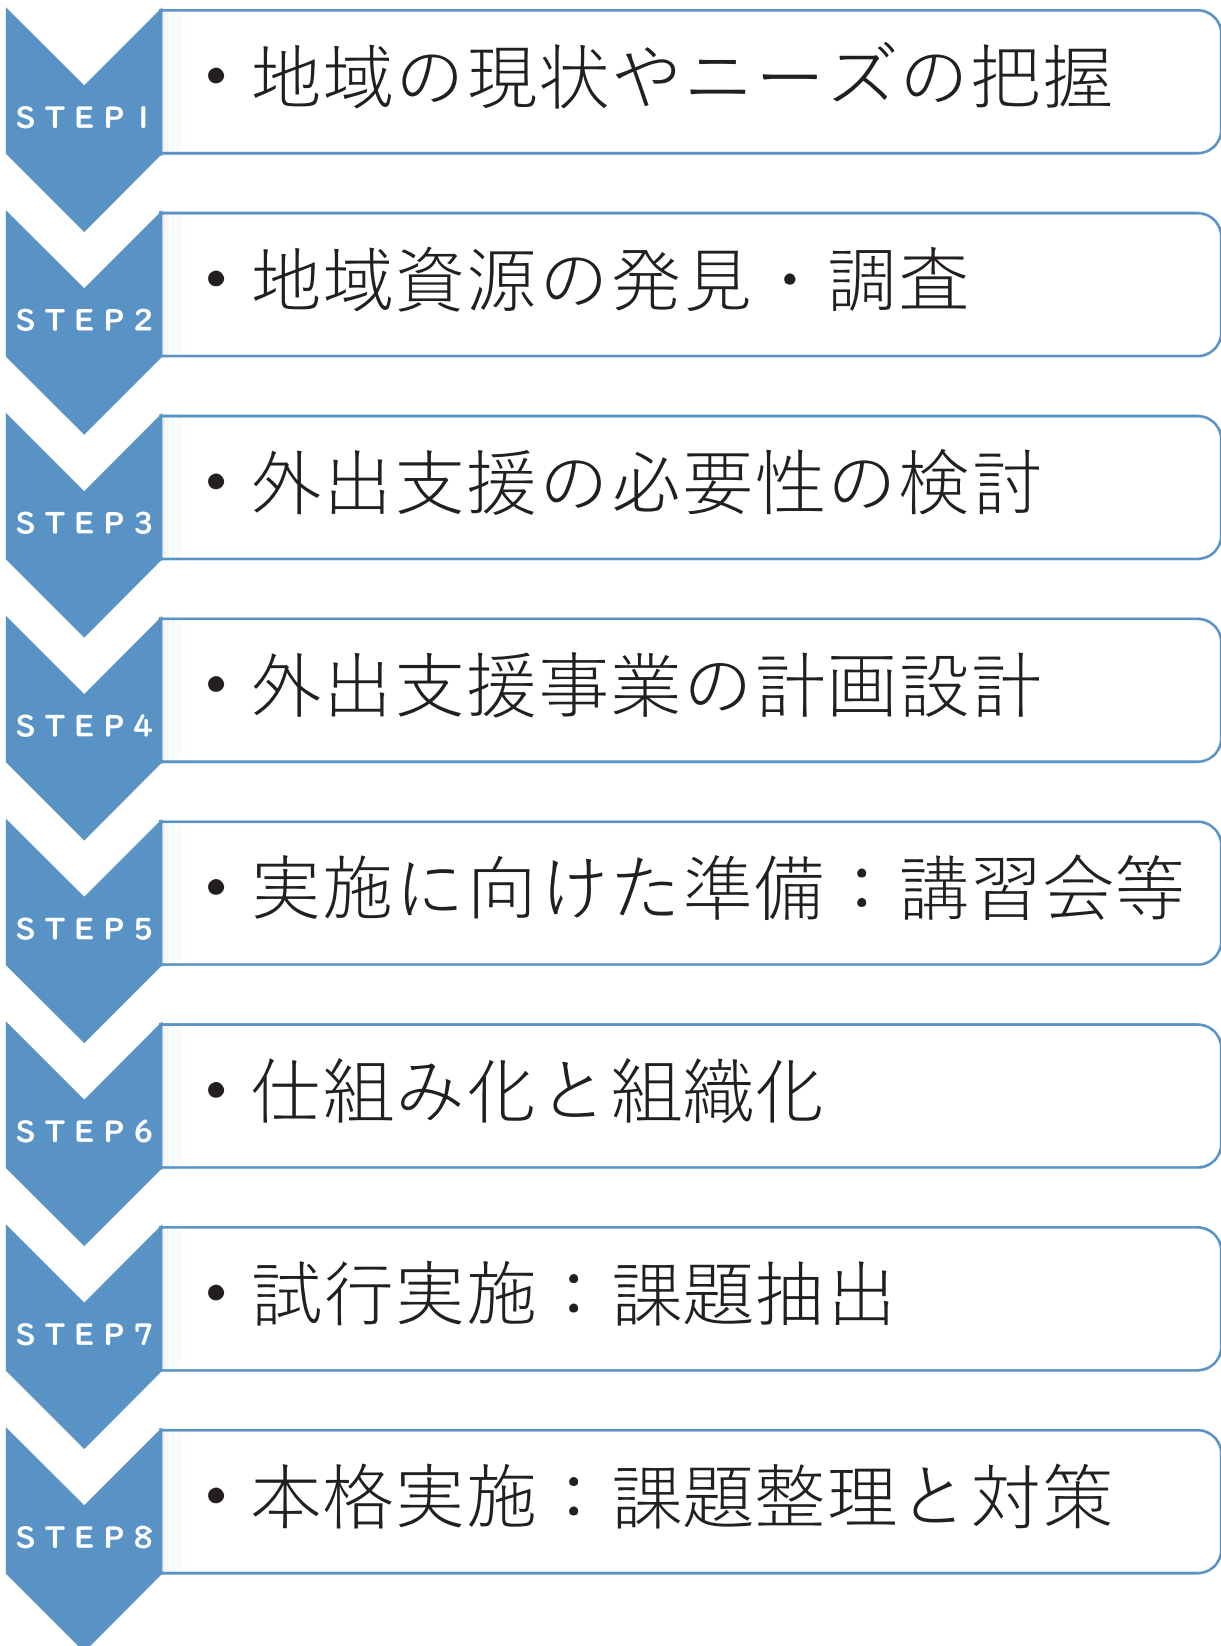 STEP1
• 地域の現状やニーズの把握
STEP2
• 地域資源の発見・調査
STEP3
• 外出支援の必要性の検討
STEP4
• 外出支援事業の計画設計
STEP5
• 実施に向けた準備：講習会等
STEP6
• 仕組み化と組織化
STEP7
• 試行実施：課題抽出
STEP8
• 本格実施：課題整理と対策